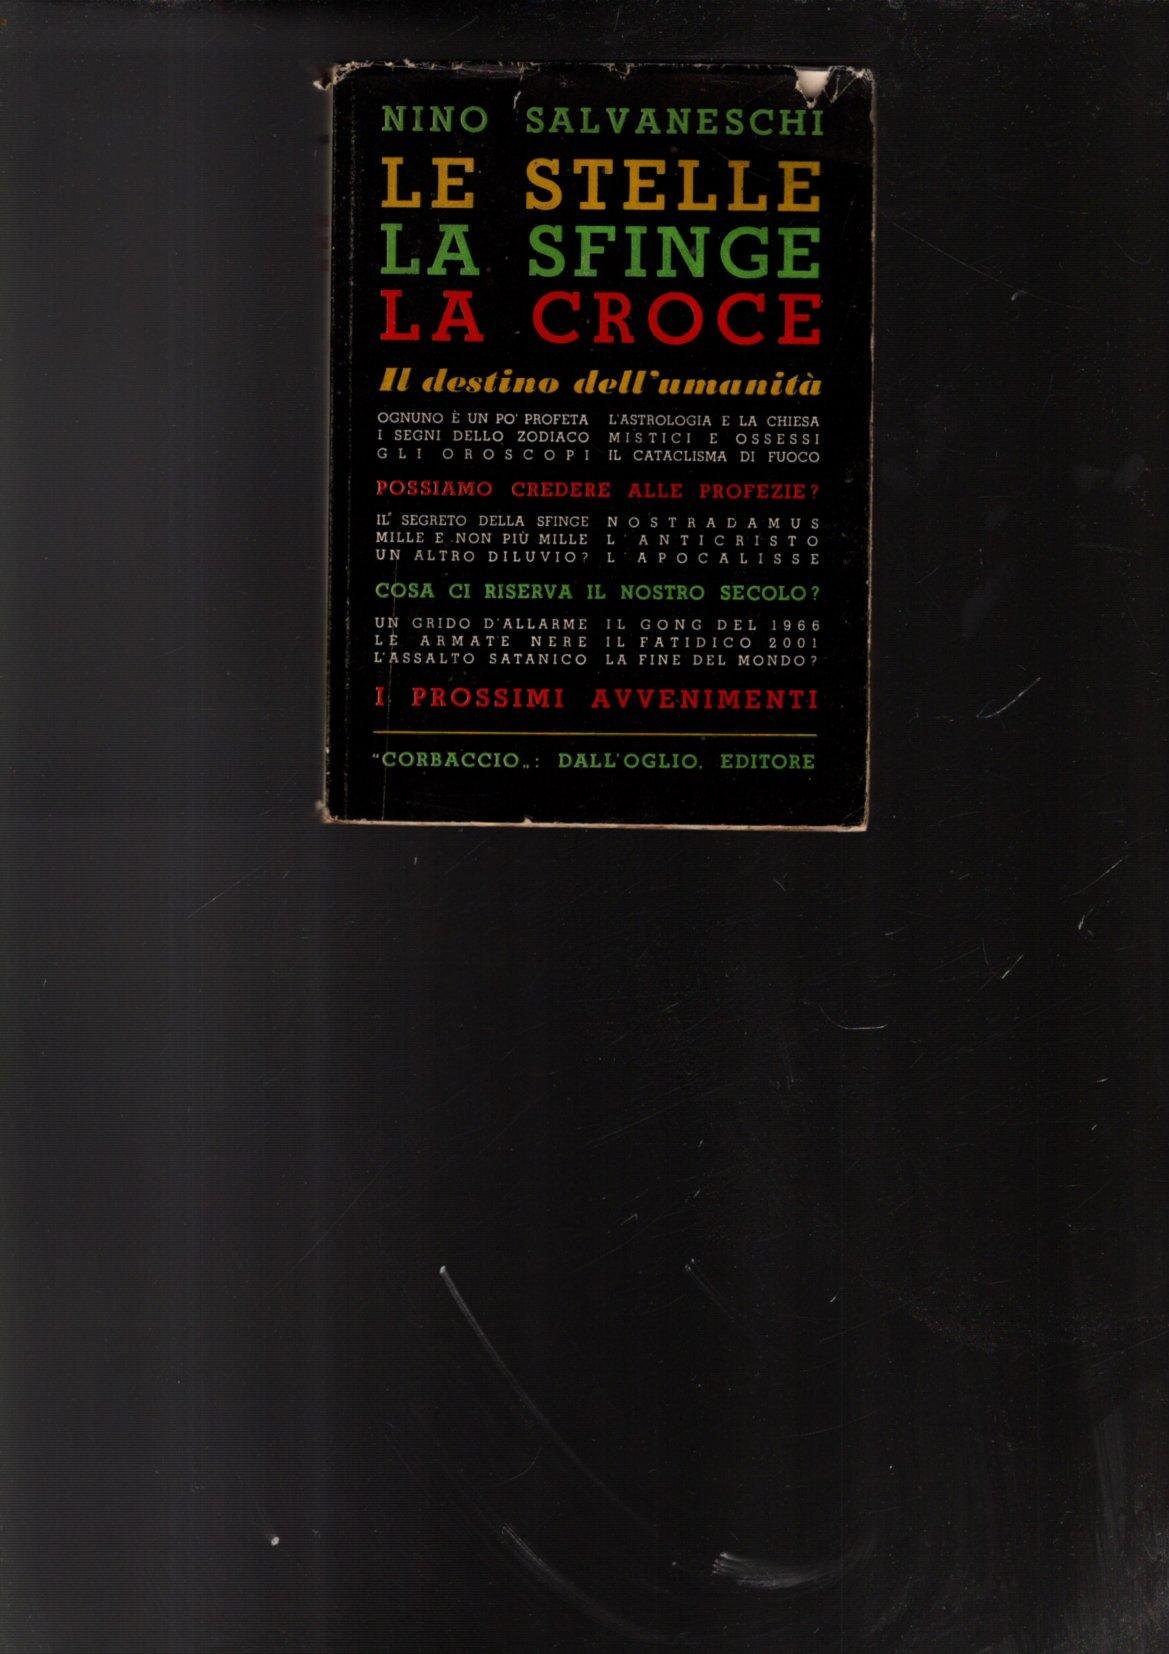 NINO SALVANESCHI
LE STELLE
LA SFINGE
LA CROCE
Il destino dell'umanità
OGNUNO È UN PO' PROFETA L'ASTROLOGIA E LA CHIESA
I SEGNI DELLO ZODIACO MISTICI E OSSESSI
GLI OROSCOPI IL CATACLISMA DI FUOCO
POSSIAMO CREDERE ALLE PROFEZIE?
IL SEGRETO DELLA SFINGE NOSTRADAMUS
MILLE E NON PIÙ MILLE L'ANTICRISTO
UN ALTRO DILUVIO? L'APOCALISSE
COSA CI RISERVA IL NOSTRO SECOLO?
UN GRIDO D'ALLARME IL GONG DEL 1966
LE ARMATE NERE IL FATIDICO 2001
L'ASSALTO SATANICO LA FINE DEL MONDO?
I PROSSIMI AVVENIMENTI
"CORBACCIO„: DALL'OGLIO, EDITORE